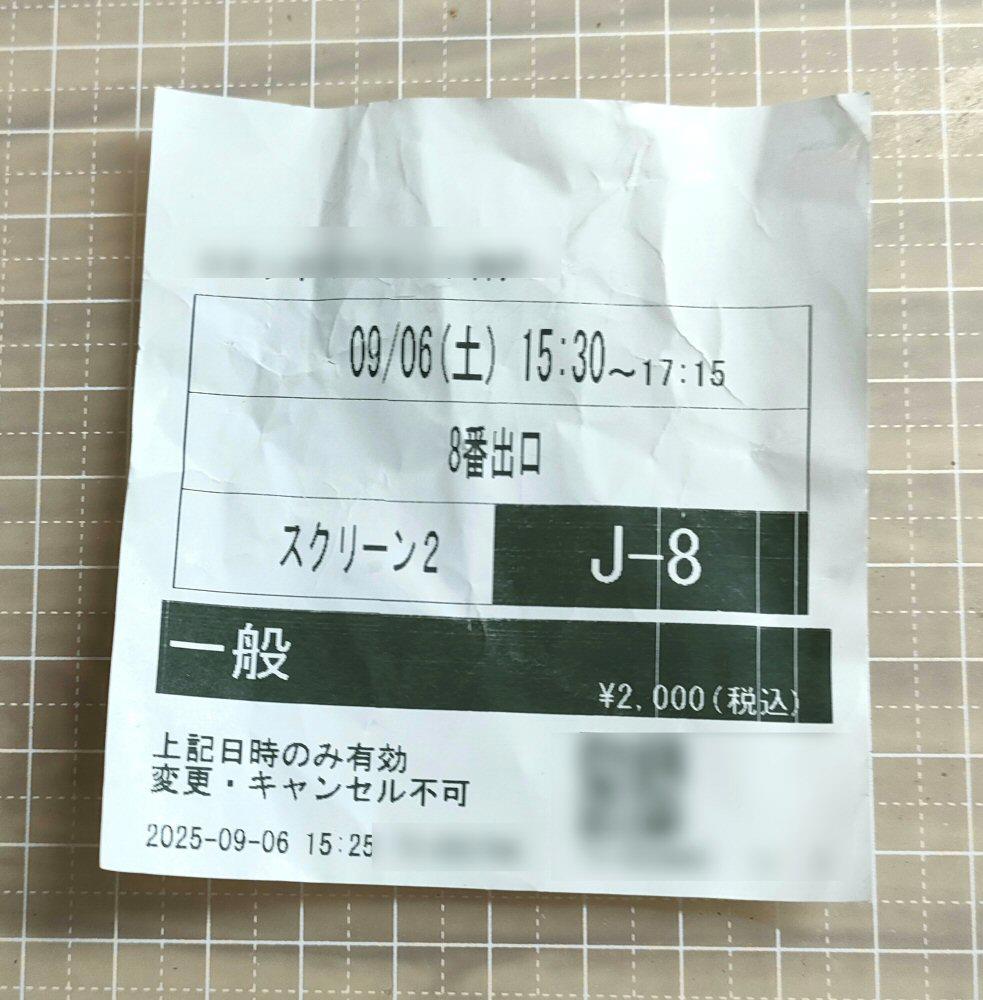 09/06(土) 15:30～17:15
8番出口
スクリーン2 J-8
一般
¥2,000(税込)
上記日時のみ有効
変更・キャンセル不可
2025-09-06 15:25